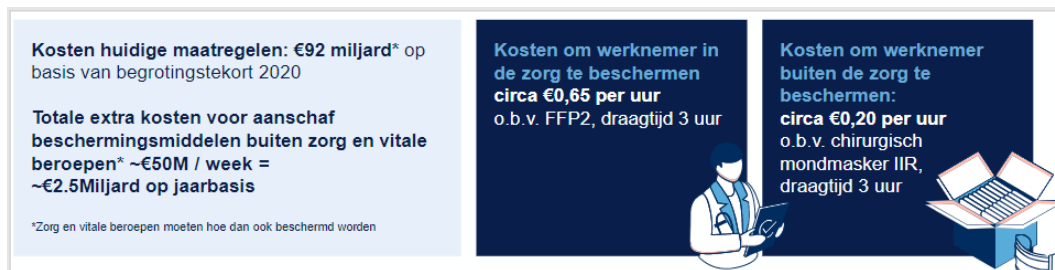 Kosten huidige maatregelen: €92 miljard* op
basis van begrotingstekort 2020
Totale extra kosten voor aanschaf
beschermingsmiddelen buiten zorg en vitale
beroepen* ~€50M / week =
~€2.5Miljard op jaarbasis
*Zorg en vitale beroepen moeten hoe dan ook beschermd worden
Kosten om werknemer in
de zorg te beschermen
circa €0,65 per uur
o.b.v. FFP2, draagtijd 3 uur
Kosten om werknemer
buiten de zorg te
beschermen:
circa €0,20 per uur
o.b.v. chirurgisch
mondmasker IIR,
draagtijd 3 uur